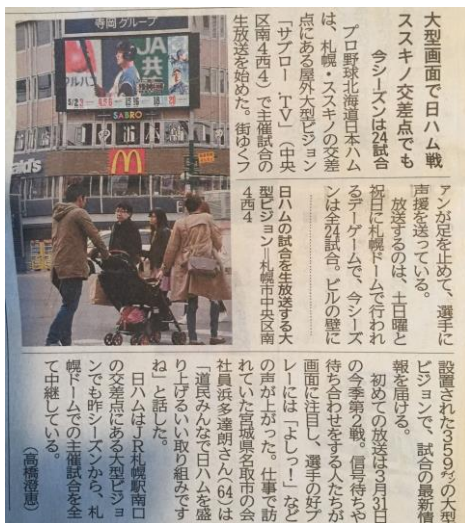 大型画面で日ハム戦
ススキノ交差点でも
今シーズンは24試合
プロ野球北海道日本ハム
は、札幌・ススキノの交差
点にある屋外大型ビジョン
「サブロー.TV」(中央
区南4西4)で主催試合の
生放送を始めた。街ゆくフ
ァンが足を止めて、選手に
声援を送っている。
放送するのは、土日曜と
祝日に札幌ドームで行われ
るデーゲームで、今シーズ
ンは全24試合。ビルの壁に
設置された359㌅の大型
ビジョンで、試合の最新情
報を届ける。
初めての放送は3月31日
の今季第2戦。信号待ちや
待ち合わせをする人たちが
画面に注目し、選手の好プ
レーには「よしっ!」など
の声が上がった。仕事で訪
れていた宮城県名取市の会
社員浜多達朗さん(64)は
「道民みんなで日ハムを盛
り上げるいい取り組みです
ね」と話した。
日ハムはJR札幌駅南口
の交差点にある大型ビジョ
ンでも昨シーズンから、札
幌ドームでの主催試合を全
て中継している。
(高橋澄恵)
日ハムの試合を生放送する大
型ビジョン=札幌市中央区南
4西4
寺岡グループ
JA
共
SABRO
M
ald's